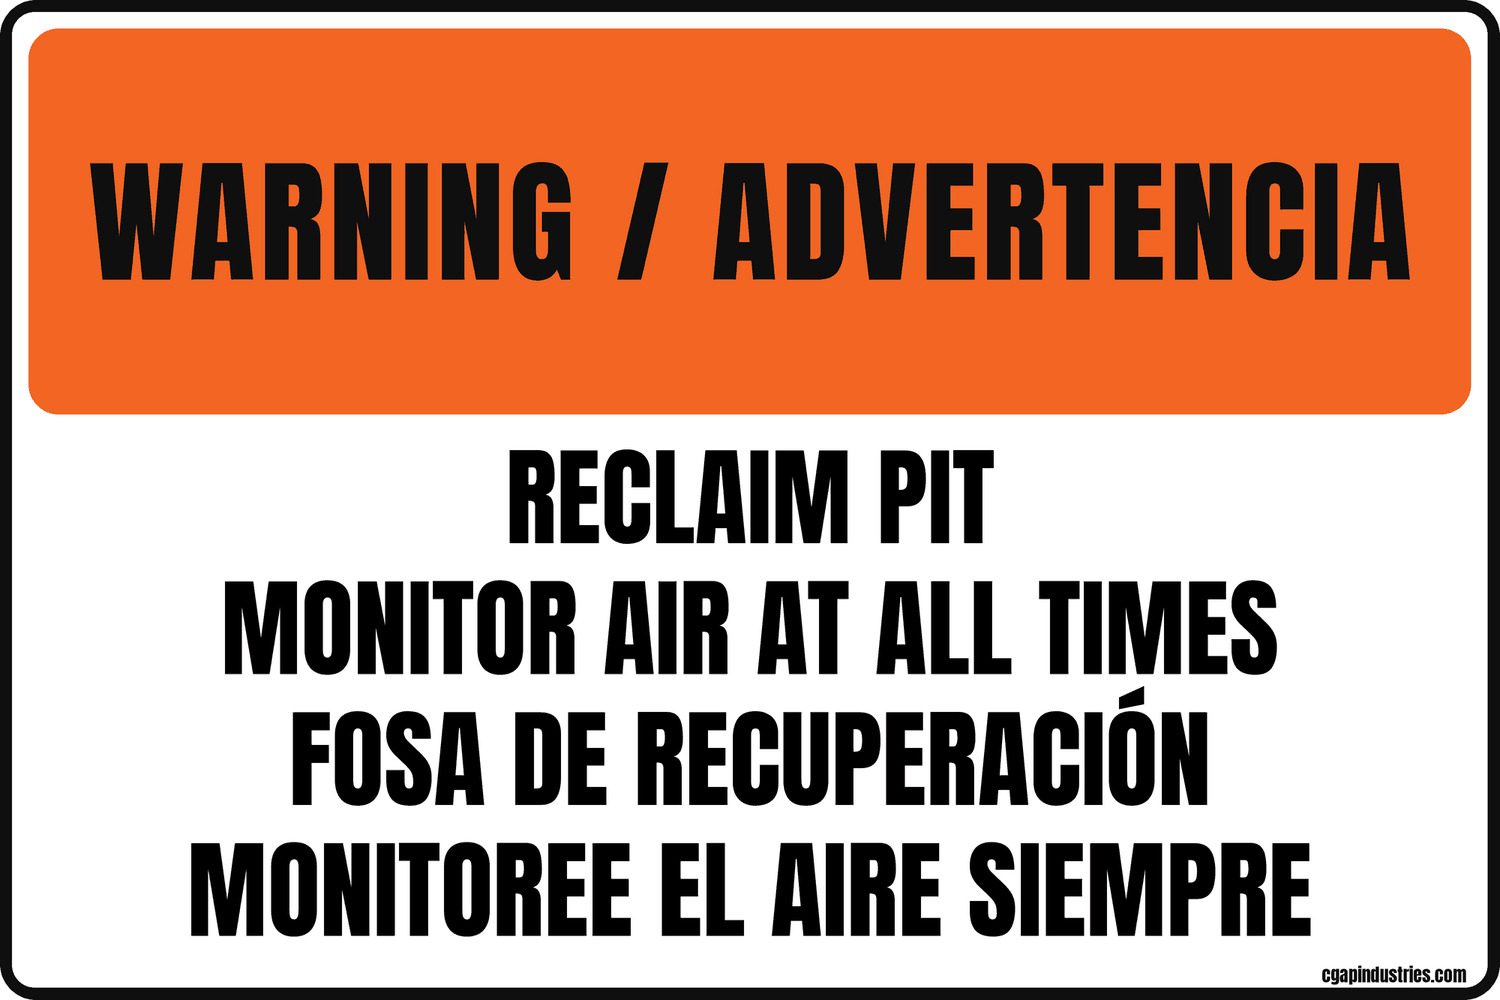 WARNING / ADVERTENCIA
RECLAIM PIT
MONITOR AIR AT ALL TIMES
FOSA DE RECUPERACIÓN
MONITOREE EL AIRE SIEMPRE
cgapindustries.com